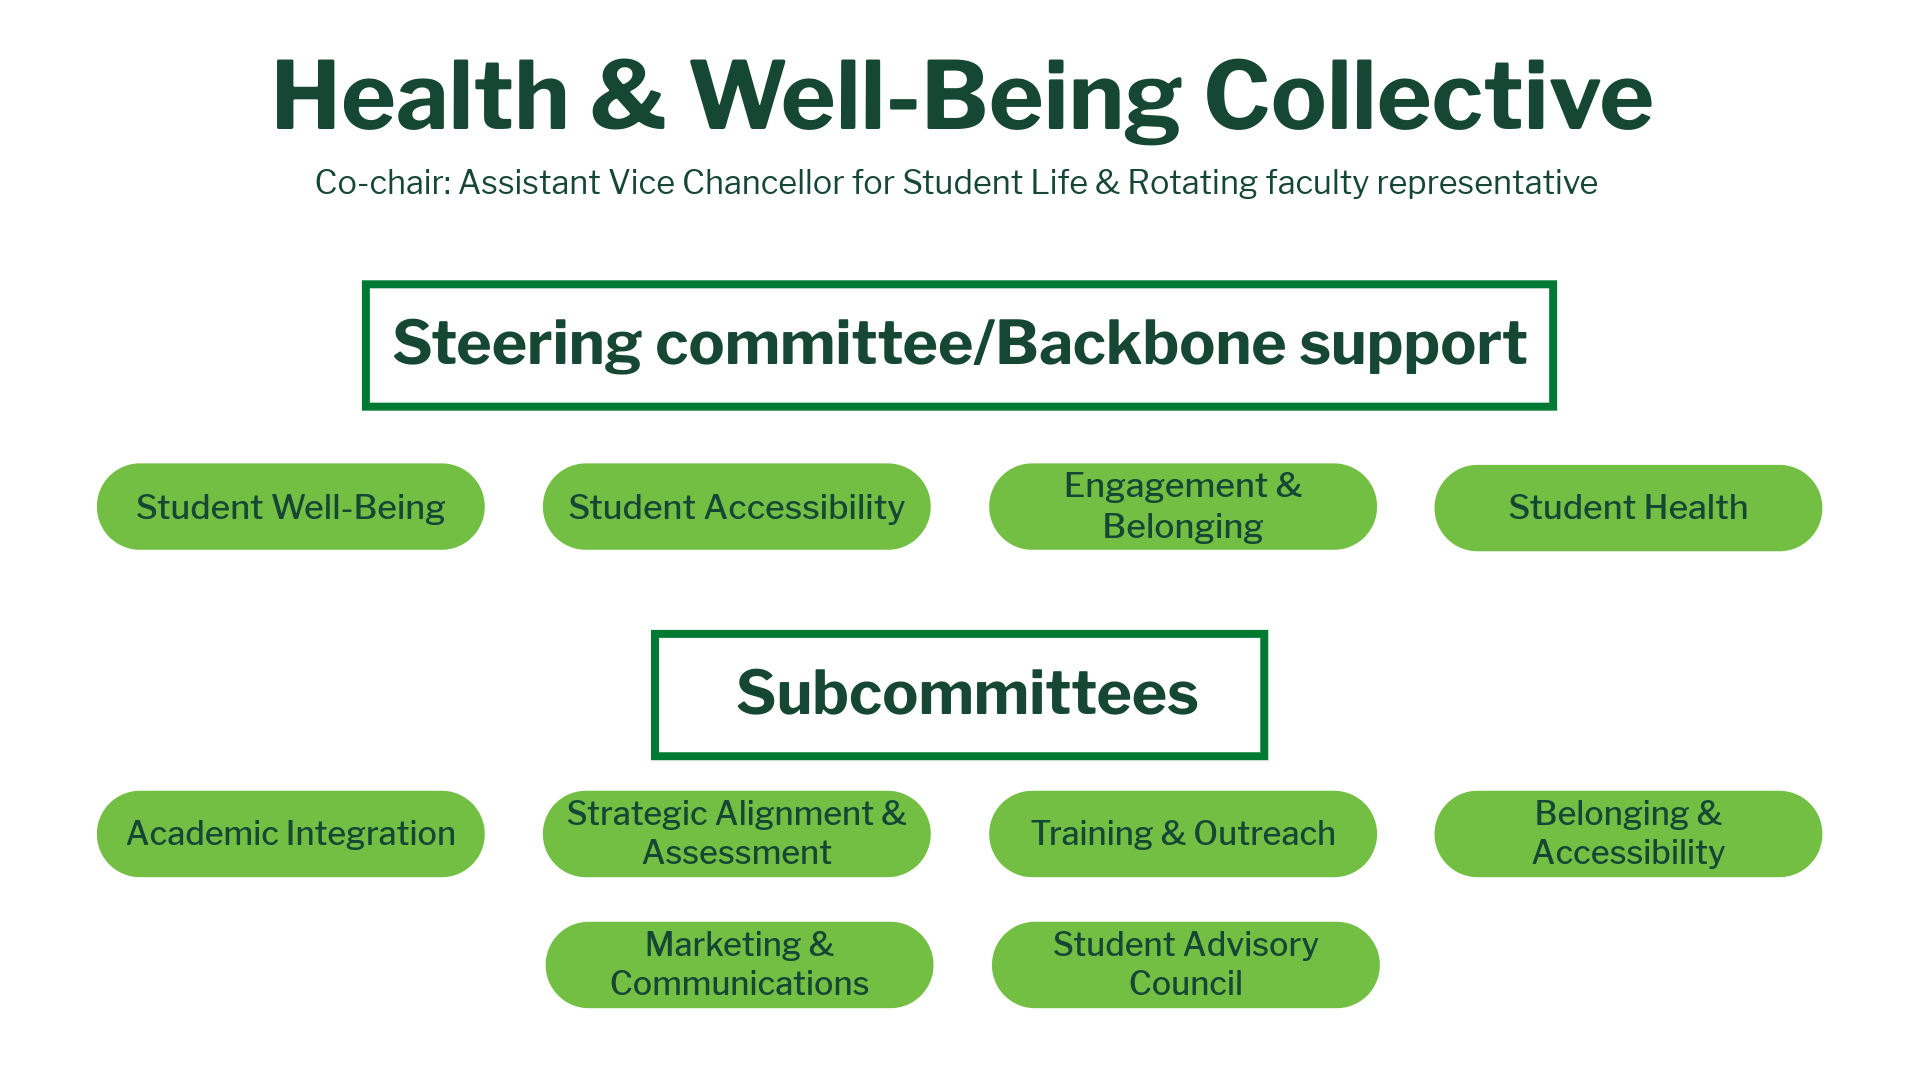 Health & Well-Being Collective
Co-chair: Assistant Vice Chancellor for Student Life & Rotating faculty representative
Steering committee/Backbone support
Student Well-Being
Student Accessibility
Engagement &
Belonging
Student Health
Subcommittees
Academic Integration
Strategic Alignment &
Assessment
Training & Outreach
Belonging &
Accessibility
Marketing &
Communications
Student Advisory
Council